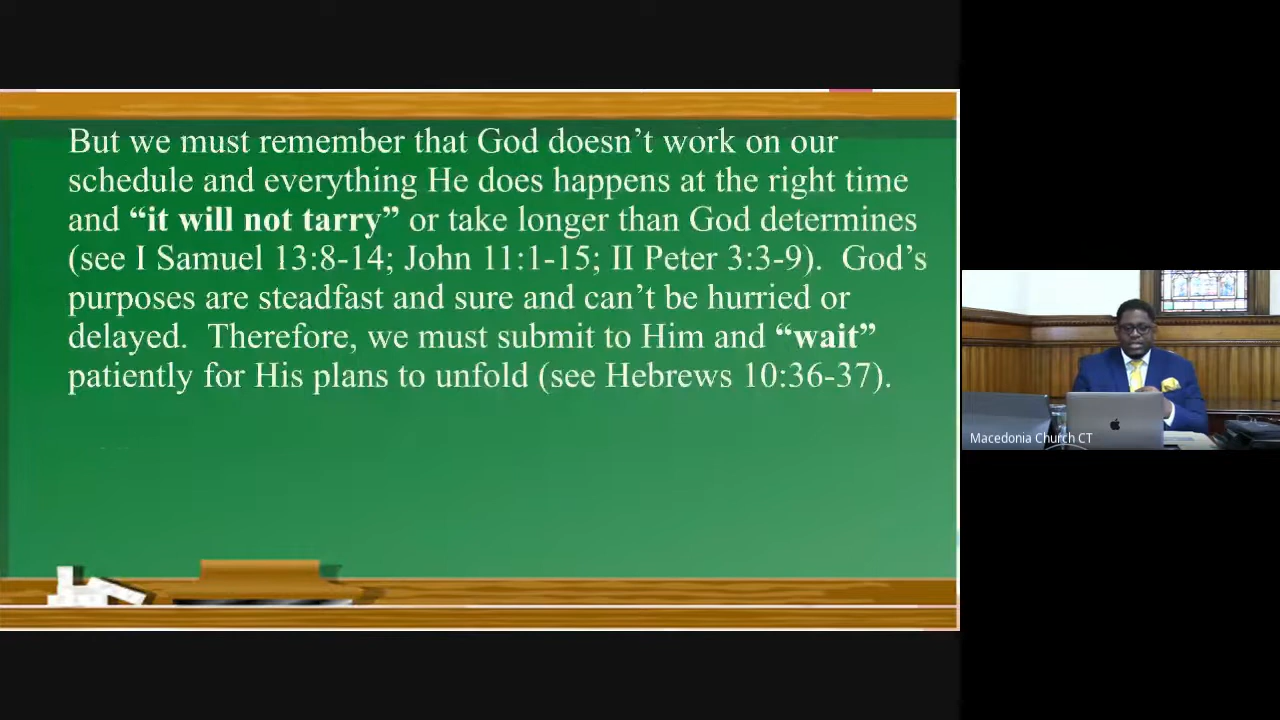 But we must remember that God doesn’t work on our
schedule and everything He does happens at the right time
and “it will not tarry” or take longer than God determines
(see I Samuel 13:8-14; John 11:1-15; II Peter 3:3-9).  God’s
purposes are steadfast and sure and can’t be hurried or
delayed.  Therefore, we must submit to Him and “wait”
patiently for His plans to unfold (see Hebrews 10:36-37).
Macedonia Church CT